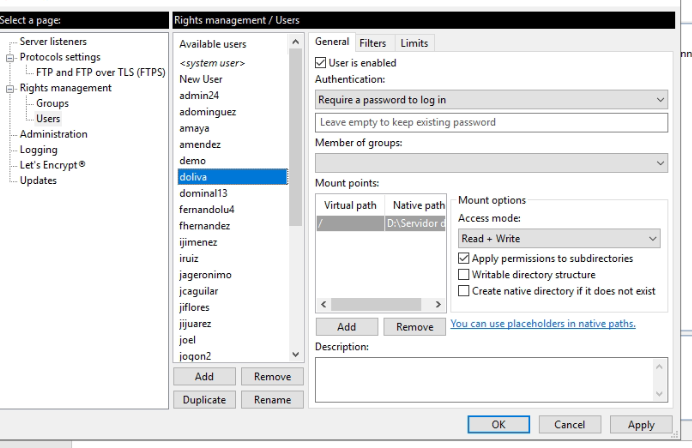 Select a page:
Server listeners
Protocols settings
FTP and FTP over TLS (FTPS)
Rights management
Groups
Users
Administration
Logging
Let's Encrypt®
Updates
Rights management / Users
Available users
<system user>
New User
admin24
adominguez
amaya
amendez
demo
doliva
dominal13
fernandolu4
fhernandez
ijimenez
iruiz
jageronimo
jcaguilar
jiflores
jijuarez
joel
jogon2
Add Remove
Duplicate Rename
General Filters Limits
User is enabled
Authentication:
Require a password to log in
Leave empty to keep existing password
Member of groups:
Mount points:
Virtual path Native path
/ D:\Servidor d
Add Remove
Mount options
Access mode:
Read + Write
Apply permissions to subdirectories
Writable directory structure
Create native directory if it does not exist
You can use placeholders in native paths.
Description:
OK Cancel Apply